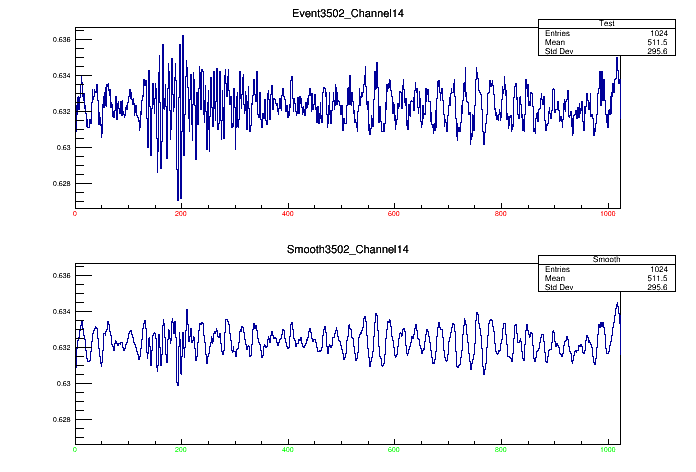 Event3502_Channel14
Test
Entries 1024
Mean 511.5
Std Dev 295.6
0.636
0.634
0.632
0.63
0.628
0 200 400 600 800 1000
Smooth3502_Channel14
Smooth
Entries 1024
Mean 511.5
Std Dev 295.6
0.636
0.634
0.632
0.63
0.628
0 200 400 600 800 1000